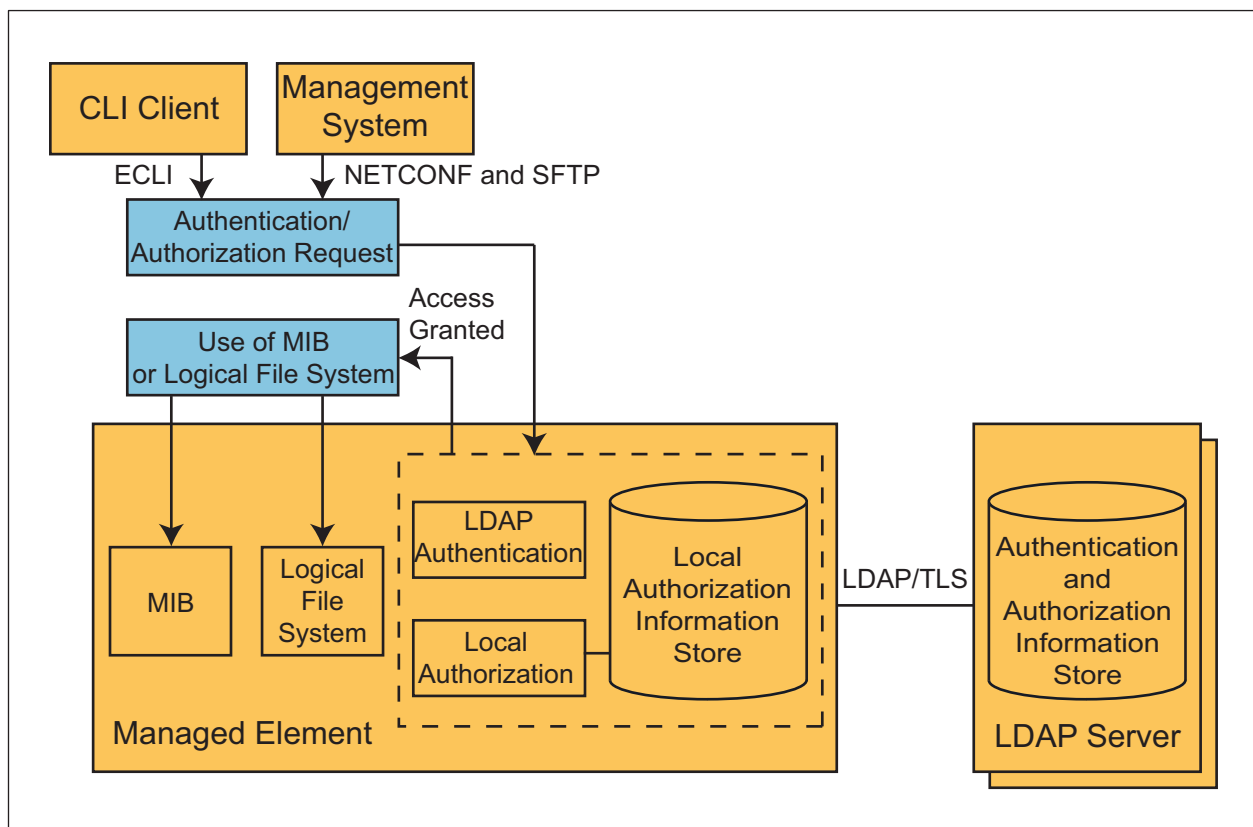 CLI Client
Management
System
ECLI
NETCONF and SFTP
Authentication/
Authorization Request
Access
Granted
Use of MIB
or Logical File System
MIB
Logical
File
System
LDAP
Authentication
Local
Authorization
Local
Authorization
Information
Store
Managed Element
LDAP/TLS
Authentication
and
Authorization
Information
Store
LDAP Server